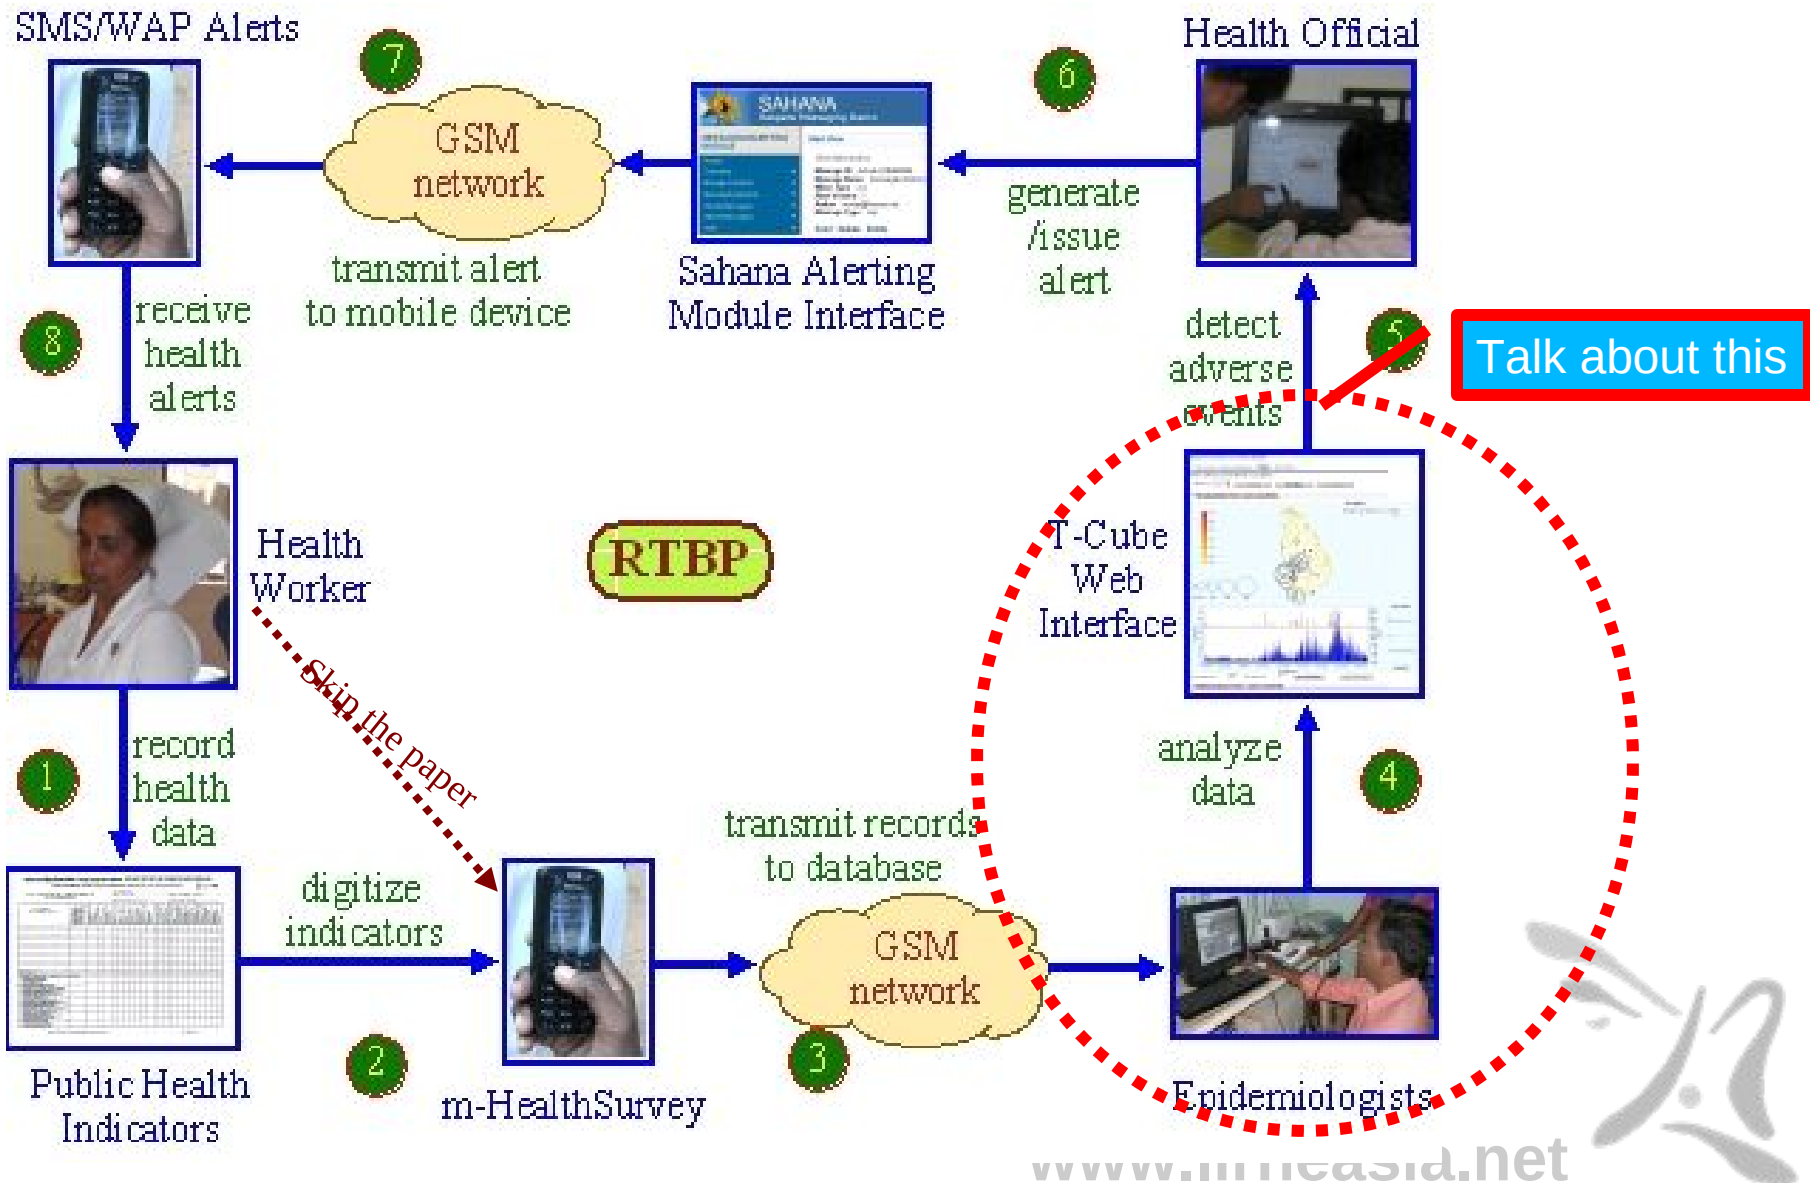 SMS/WAP Alerts
7
GSM
network
transmit alert
to mobile device
SAHANA
Sahana Alerting
Module Interface
6
generate
/issue
alert
Health Official
5
detect
adverse
events
Talk about this
8
receive
health
alerts
Health
Worker
RTBP
T-Cube
Web
Interface
Skip the paper
1
record
health
data
analyze
data
4
transmit records
to database
digitize
indicators
GSM
network
2
3
Public Health
Indicators
m-HealthSurvey
Epidemiologists
www.lirneasia.net